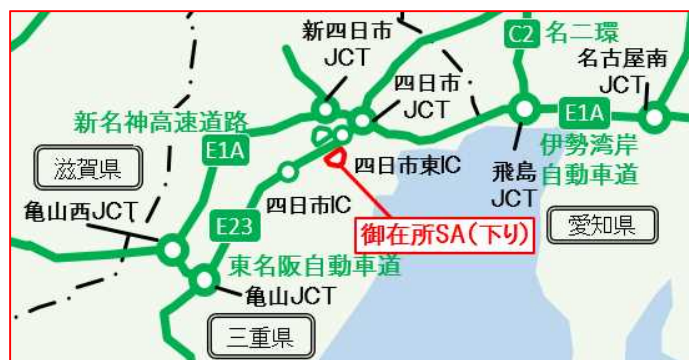 新四日市
JCT
C2
名二環
名古屋南
JCT
四日市
JCT
新名神高速道路
E1A
E1A
伊勢湾岸
自動車道
滋賀県
四日市東IC
飛島
JCT
四日市IC
愛知県
亀山西JCT
E23
御在所SA(下り)
東名阪自動車道
亀山JCT
三重県